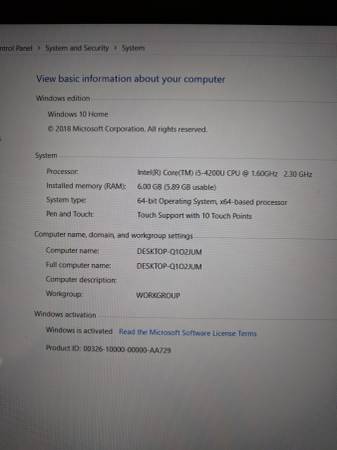 ntrol Panel > System and Security > System
View basic information about your computer
Windows edition
Windows 10 Home
© 2018 Microsoft Corporation. All rights reserved.
System
Processor: Intel(R) Core(TM) i5-4200U CPU @ 1.60GHz 2.30 GHz
Installed memory (RAM): 6.00 GB (5.89 GB usable)
System type: 64-bit Operating System, x64-based processor
Pen and Touch: Touch Support with 10 Touch Points
Computer name, domain, and workgroup settings
Computer name: DESKTOP-Q1O2JUM
Full computer name: DESKTOP-Q1O2JUM
Computer description:
Workgroup: WORKGROUP
Windows activation
Windows is activated Read the Microsoft Software License Terms
Product ID: 00326-10000-00000-AA729